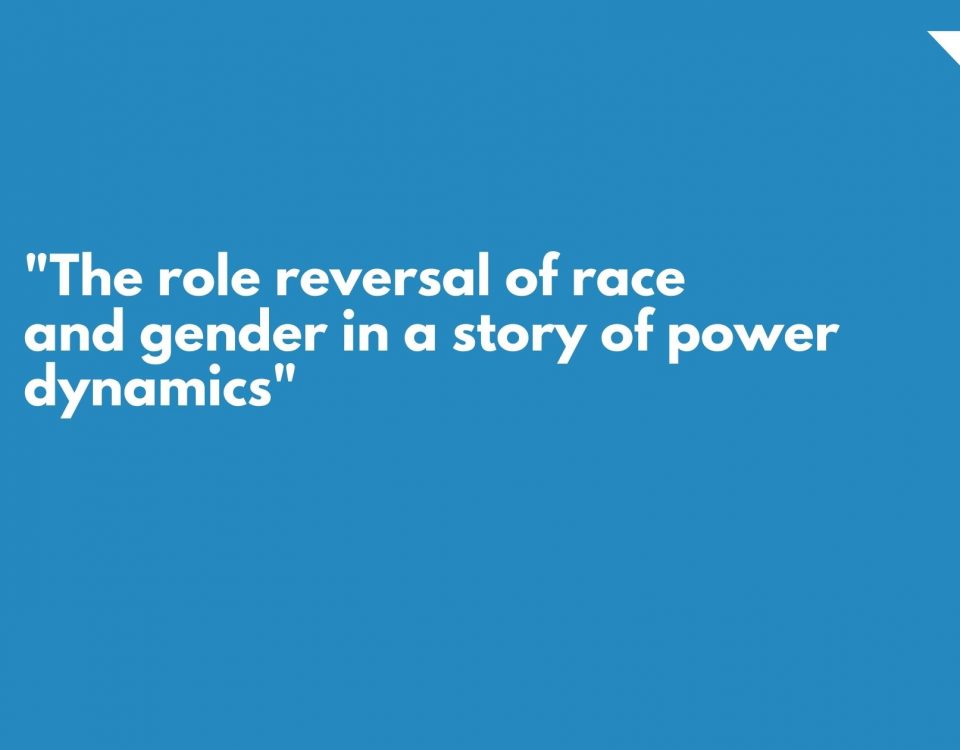 "The role reversal of race
and gender in a story of power
dynamics"